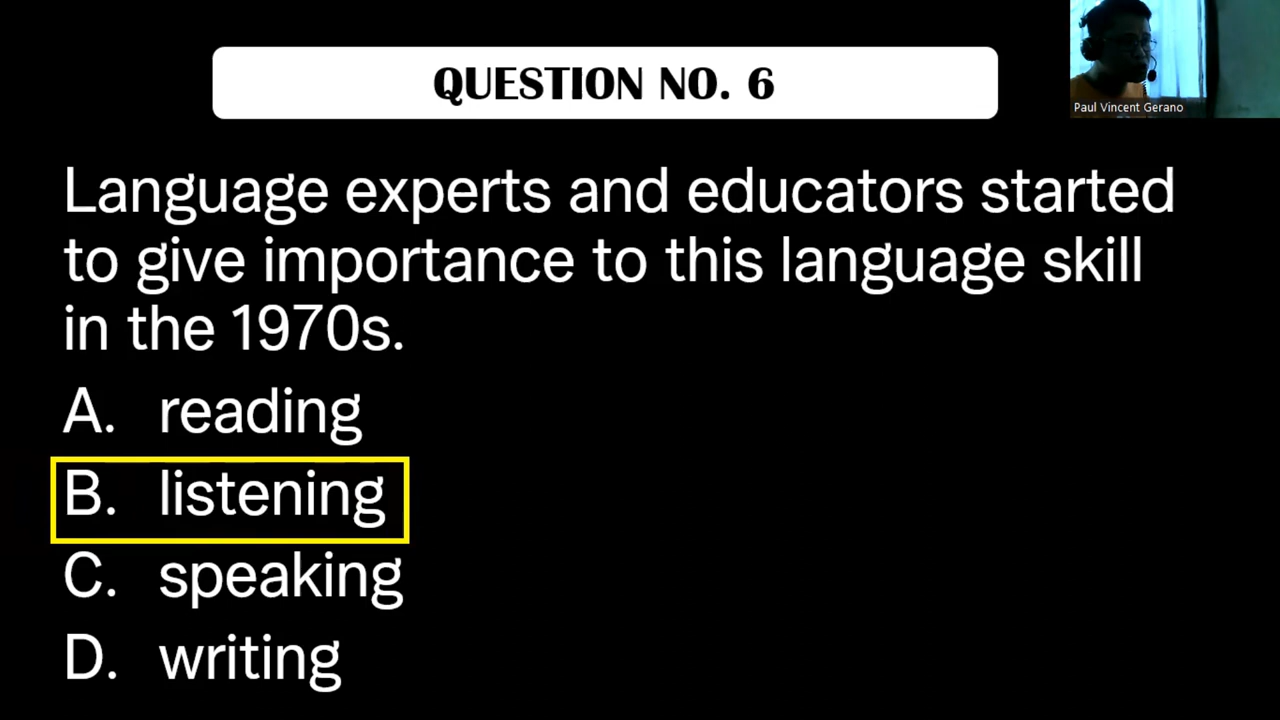 QUESTION NO. 6
Paul Vincent Gerano
Language experts and educators started
to give importance to this language skill
in the 1970s.
A. reading
B. listening
C. speaking
D. writing